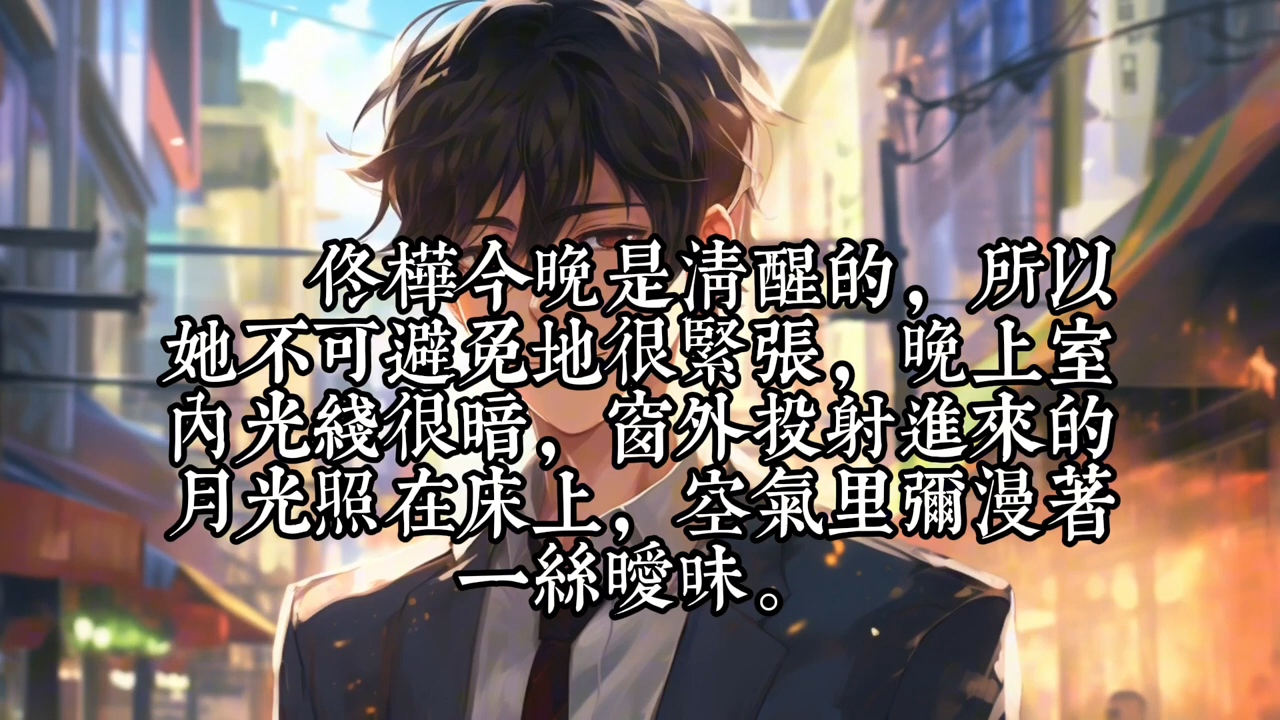 佟樺今晚是清醒的，所以
她不可避免地很緊張，晚上室
內光綫很暗，窗外投射進來的
月光照在床上，空氣里彌漫著
一絲曖昧。